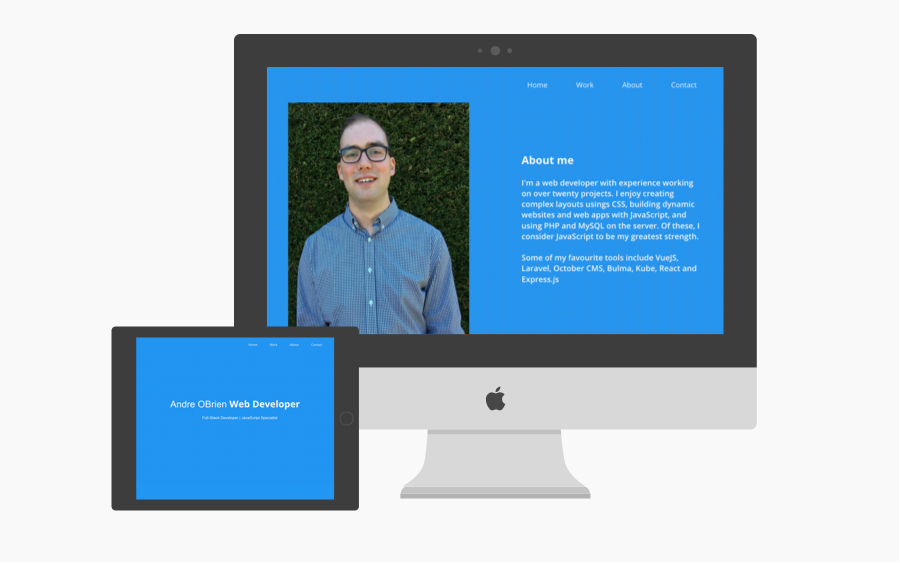 Home Work About Contact
About me
I'm a web developer with experience working
on over twenty projects. I enjoy creating
complex layouts usings CSS, building dynamic
websites and web apps with JavaScript, and
using PHP and MySQL on the server. Of these, I
consider JavaScript to be my greatest strength.
Some of my favourite tools include VueJS,
Laravel, October CMS, Bulma, Kube, React and
Express.js
Home Work About Contact
Andre OBrien Web Developer
Full-Stack Developer | JavaScript Specialist